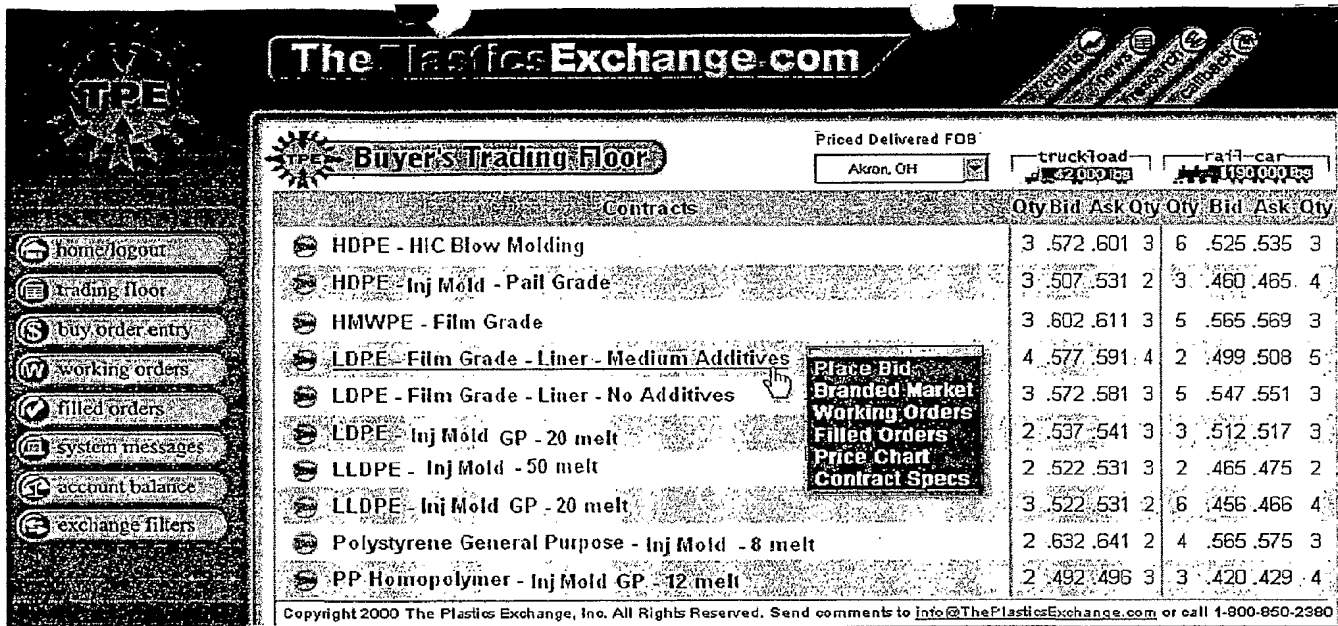 ThePlasticsExchange.com
TPE
charts
news
research
callback
TPE
Buyer's Trading Floor
Priced Delivered FOB
Akron, OH
truckload
42,000 lbs
rail-car
190,000 lbs
Contracts
Qty Bid Ask Qty Qty Bid Ask Qty
home/logout
trading floor
buy order entry
working orders
filled orders
system messages
account balance
exchange filters
HDPE - HIC Blow Molding 3 .572 .601 3 6 .525 .535 3
HDPE - Inj Mold - Pail Grade 3 .507 .531 2 3 .460 .465 4
HMWPE - Film Grade 3 .602 .611 3 5 .565 .569 3
LDPE - Film Grade - Liner - Medium Additives 4 .577 .591 4 2 .499 .508 5
LDPE - Film Grade - Liner - No Additives 3 .572 .581 3 5 .547 .551 3
LDPE - Inj Mold GP - 20 melt 2 .537 .541 3 3 .512 .517 3
LLDPE - Inj Mold - 50 melt 2 .522 .531 3 2 .465 .475 2
LLDPE - Inj Mold GP - 20 melt 3 .522 .531 2 6 .456 .466 4
Polystyrene General Purpose - Inj Mold - 8 melt 2 .632 .641 2 4 .565 .575 3
PP Homopolymer - Inj Mold GP - 12 melt 2 .492 .496 3 3 .420 .429 4
Place Bid
Branded Market
Working Orders
Filled Orders
Price Chart
Contract Specs
Copyright 2000 The Plastics Exchange, Inc. All Rights Reserved. Send comments to info@ThePlasticsExchange.com or call 1-800-850-2380